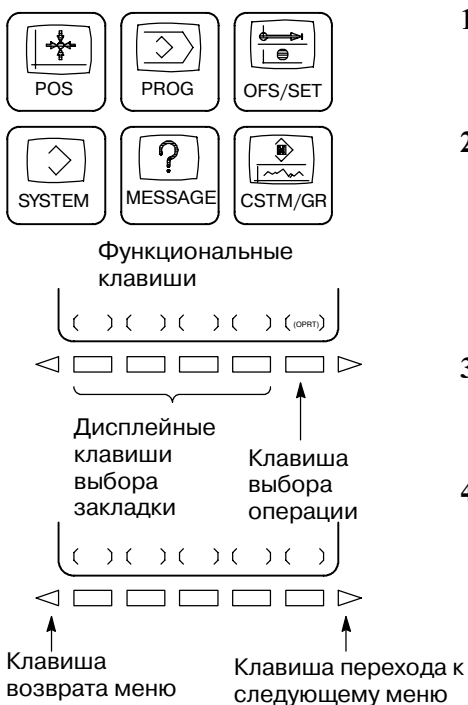 POS
PROG
OFS/SET
SYSTEM
MESSAGE
CSTM/GR
Функциональные
клавиши
( ) ( ) ( ) ( ) ( (OPRT) )
Дисплейные
клавиши
выбора
закладки
Клавиша
выбора
операции
( ) ( ) ( ) ( ) ( )
Клавиша
возврата меню
Клавиша перехода к
следующему меню
1
2
3
4